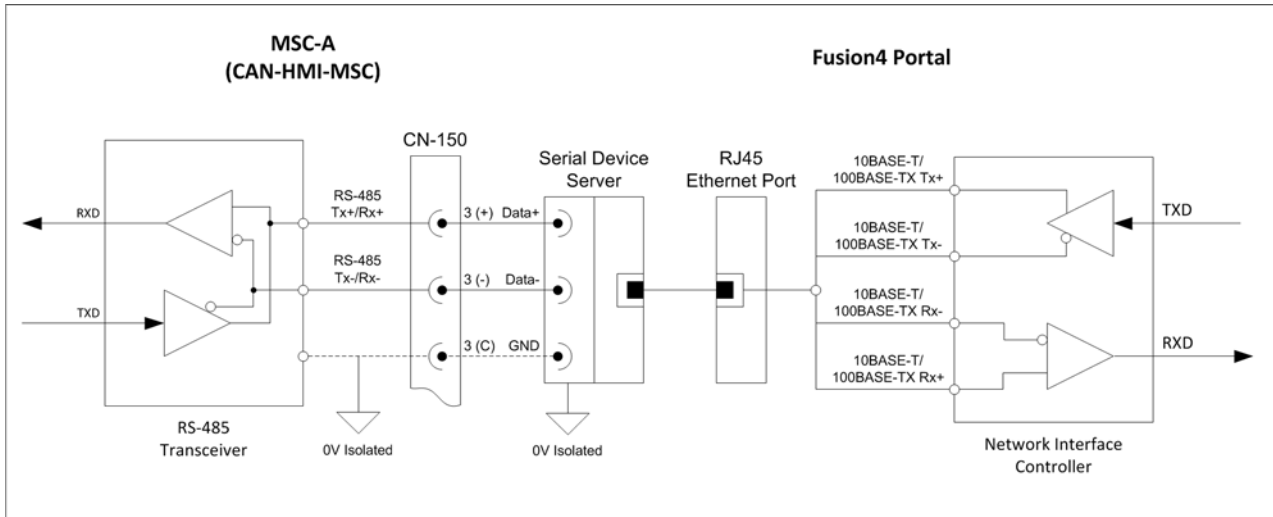 MSC-A
(CAN-HMI-MSC)
Fusion4 Portal
CN-150
Serial Device
Server
RJ45
Ethernet Port
RXD
TXD
RS-485
Tx+/Rx+
RS-485
Tx-/Rx-
3 (+) Data+
3 (-) Data-
3 (C) GND
10BASE-T/
100BASE-TX Tx+
10BASE-T/
100BASE-TX Tx-
10BASE-T/
100BASE-TX Rx-
10BASE-T/
100BASE-TX Rx+
TXD
RXD
RS-485
Transceiver
0V Isolated
0V Isolated
Network Interface
Controller